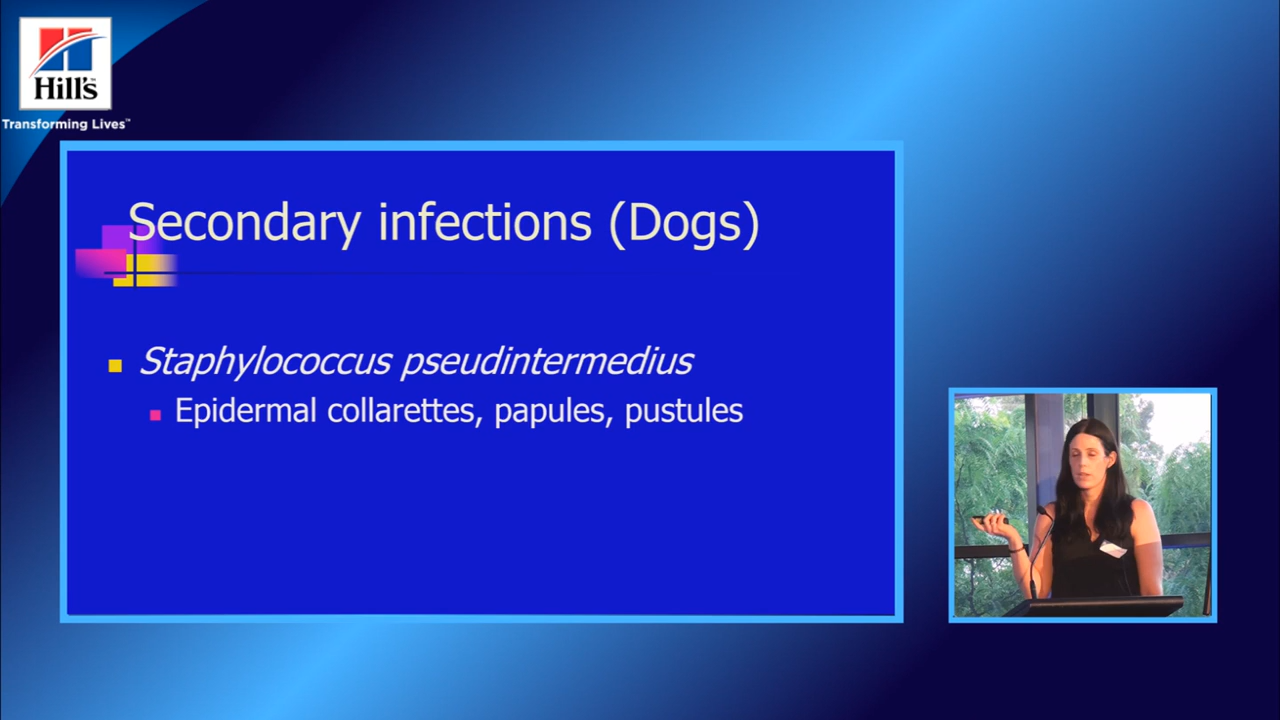 Hill's
Transforming Lives™
Secondary infections (Dogs)
Staphylococcus pseudintermedius
Epidermal collarettes, papules, pustules